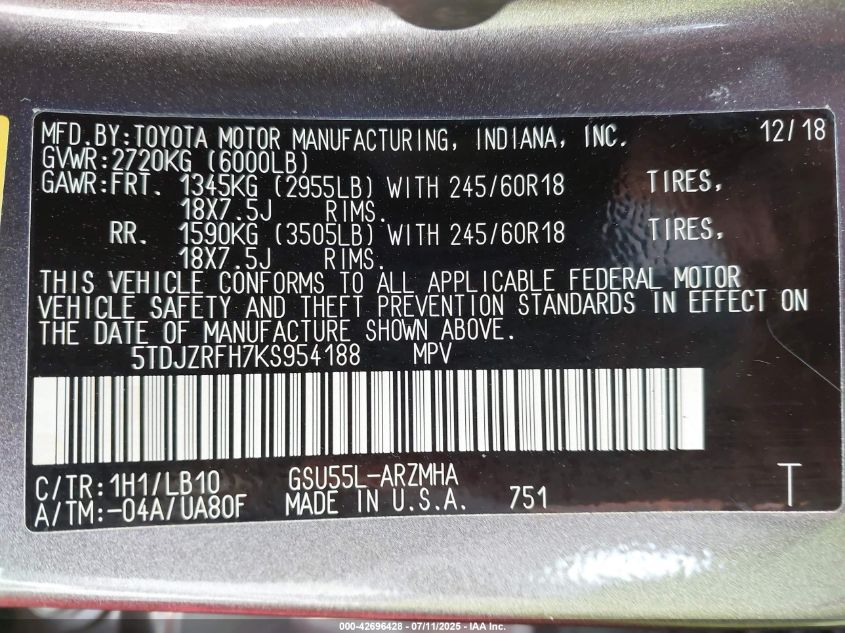 MFD.BY:TOYOTA MOTOR MANUFACTURING, INDIANA, INC. 12/18
GVWR:2720KG (6000LB)
GAWR:FRT. 1345KG (2955LB) WITH 245/60R18 TIRES,
18X7.5J RIMS.
RR. 1590KG (3505LB) WITH 245/60R18 TIRES,
18X7.5J RIMS.
THIS VEHICLE CONFORMS TO ALL APPLICABLE FEDERAL MOTOR
VEHICLE SAFETY AND THEFT PREVENTION STANDARDS IN EFFECT ON
THE DATE OF MANUFACTURE SHOWN ABOVE.
5TDJZRFH7KS954188 MPV
C/TR:1H1/LB10 GSU55L-ARZMHA T
A/TM:-04A/UA80F MADE IN U.S.A. 751
000-42696428 - 07/11/2025 - IAA Inc.